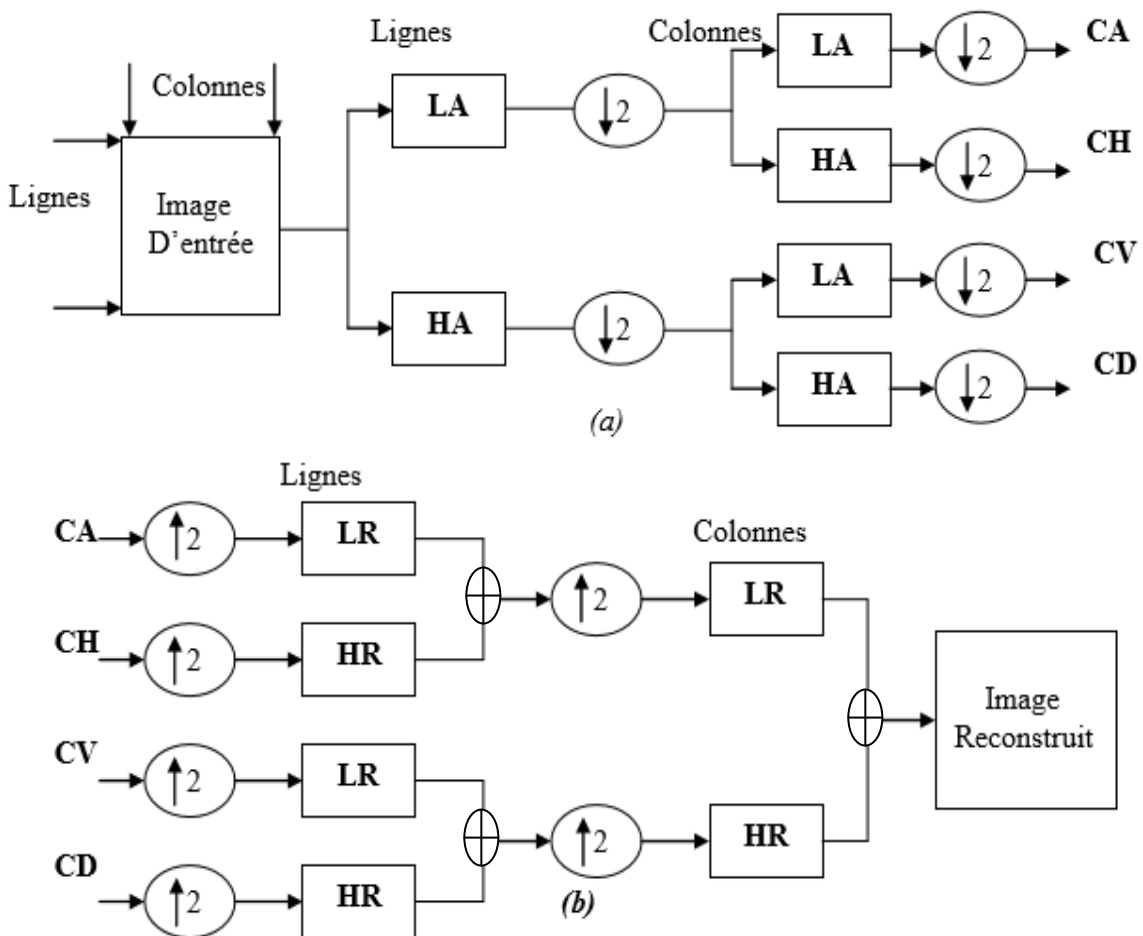 Lignes
Colonnes
LA
↓2
CA
Colonnes
LA
↓2
HA
↓2
CH
Lignes
Image
D'entrée
LA
↓2
CV
HA
↓2
HA
↓2
CD
(a)
Lignes
CA
↑2
LR
Colonnes
↑2
LR
CH
↑2
HR
Image
Reconstruit
CV
↑2
LR
↑2
HR
CD
↑2
HR
(b)